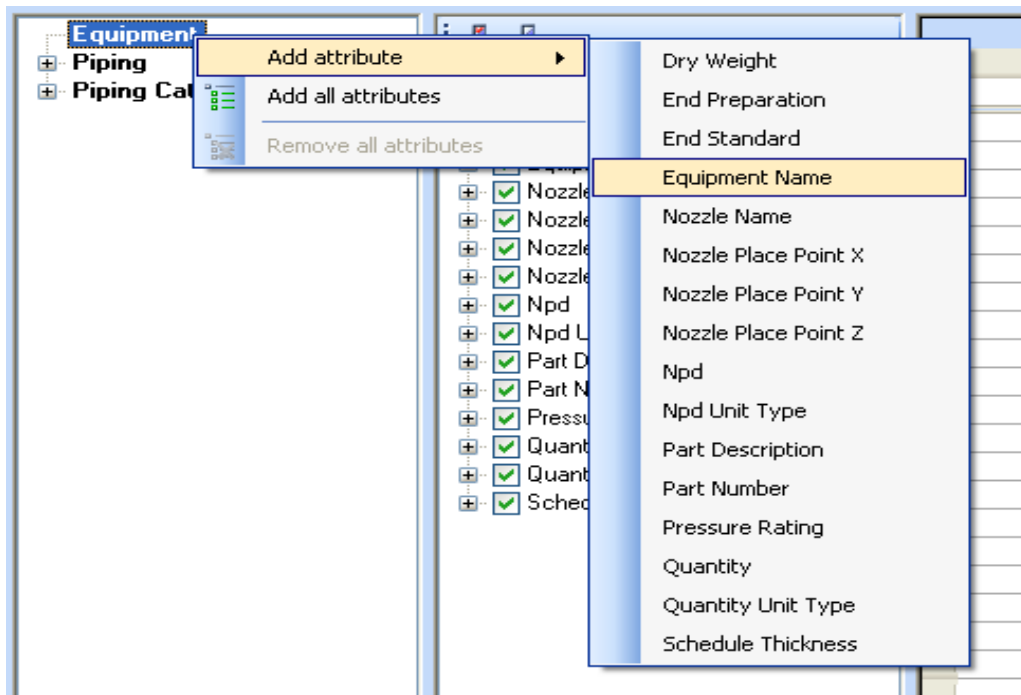 Equipment
Piping
Piping Cat
Add attribute
Add all attributes
Remove all attributes
Nozzle
Nozzle
Nozzle
Nozzle
Npd
Npd U
Part D
Part N
Pressu
Quant
Quant
Sched
Dry Weight
End Preparation
End Standard
Equipment Name
Nozzle Name
Nozzle Place Point X
Nozzle Place Point Y
Nozzle Place Point Z
Npd
Npd Unit Type
Part Description
Part Number
Pressure Rating
Quantity
Quantity Unit Type
Schedule Thickness